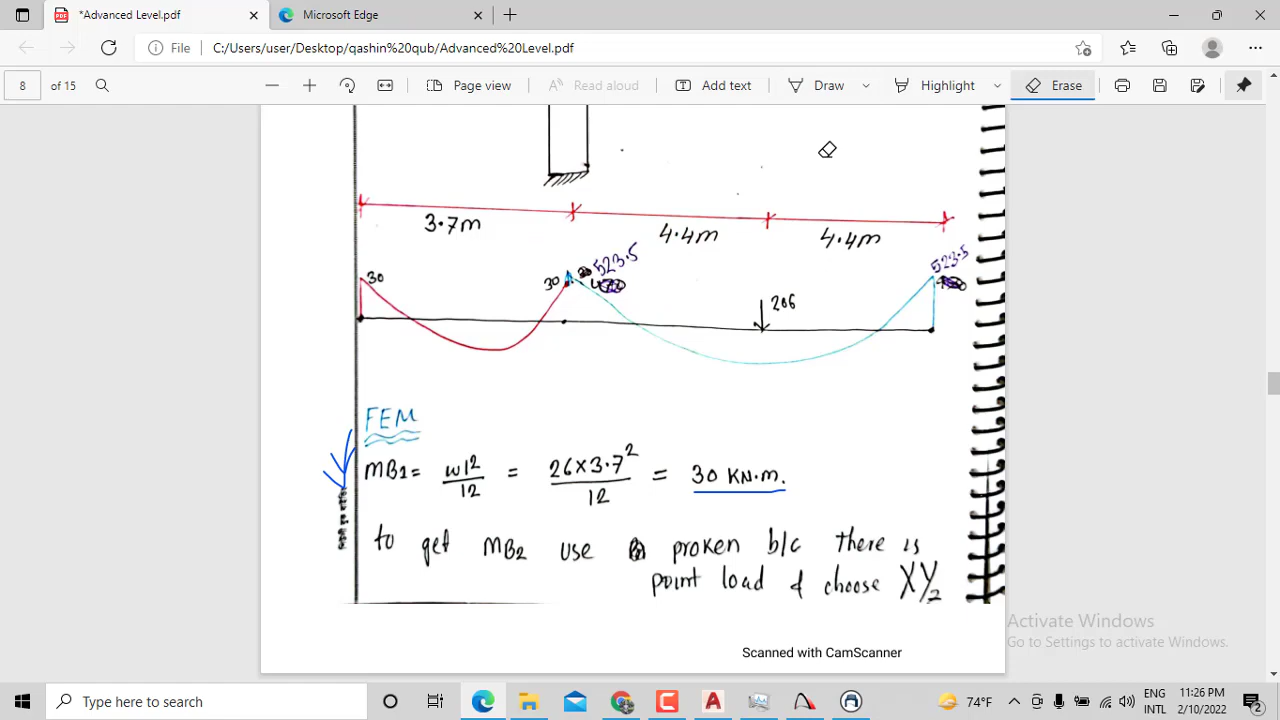 *Advanced Level.pdf
Microsoft Edge
File
C:/Users/user/Desktop/qashin%20qub/Advanced%20Level.pdf
8 of 15
Page view
Read aloud
Add text
Draw
Highlight
Erase
3.7m
4.4m
4.4m
30
30
523.5
206
523.5
FEM
MB1 = wl²/12 = 26×3.7²/12 = 30 KN.m.
to get MB2 use proken b/c there is
point load & choose XY/2
Scanned with CamScanner
Activate Windows
Go to Settings to activate Windows.
Type here to search
74°F
ENG
INTL
11:26 PM
2/10/2022
2